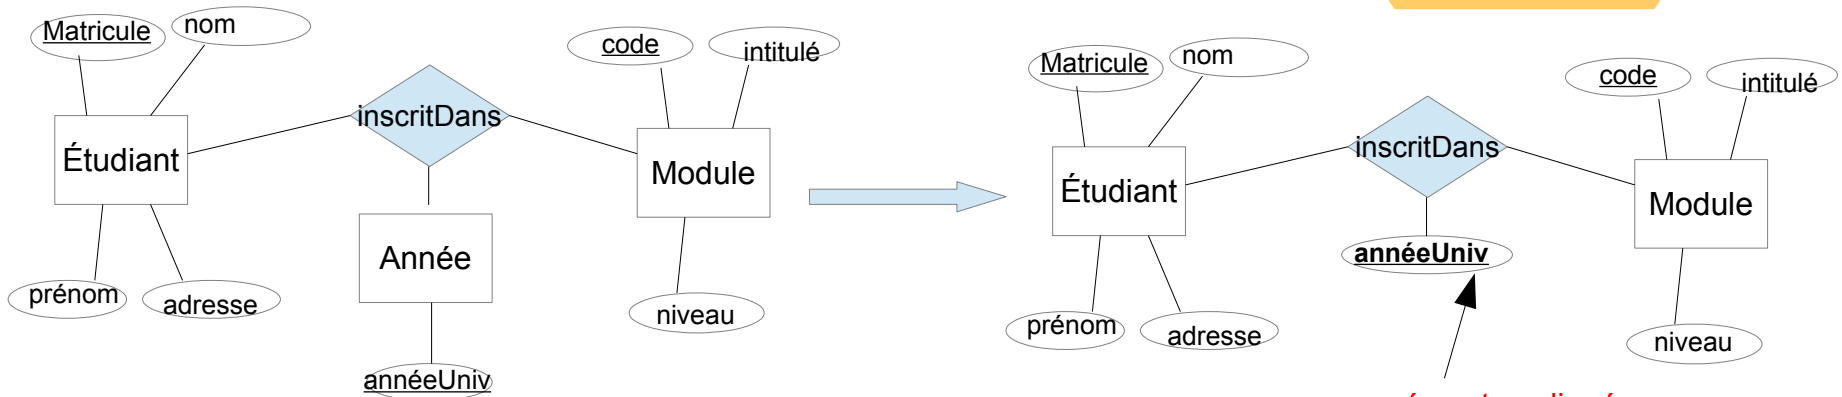 Matricule
nom
code
intitulé
inscritDans
Étudiant
Module
Année
prénom
adresse
niveau
annéeUniv
Matricule
nom
code
intitulé
inscritDans
Étudiant
Module
annéeUniv
prénom
adresse
niveau